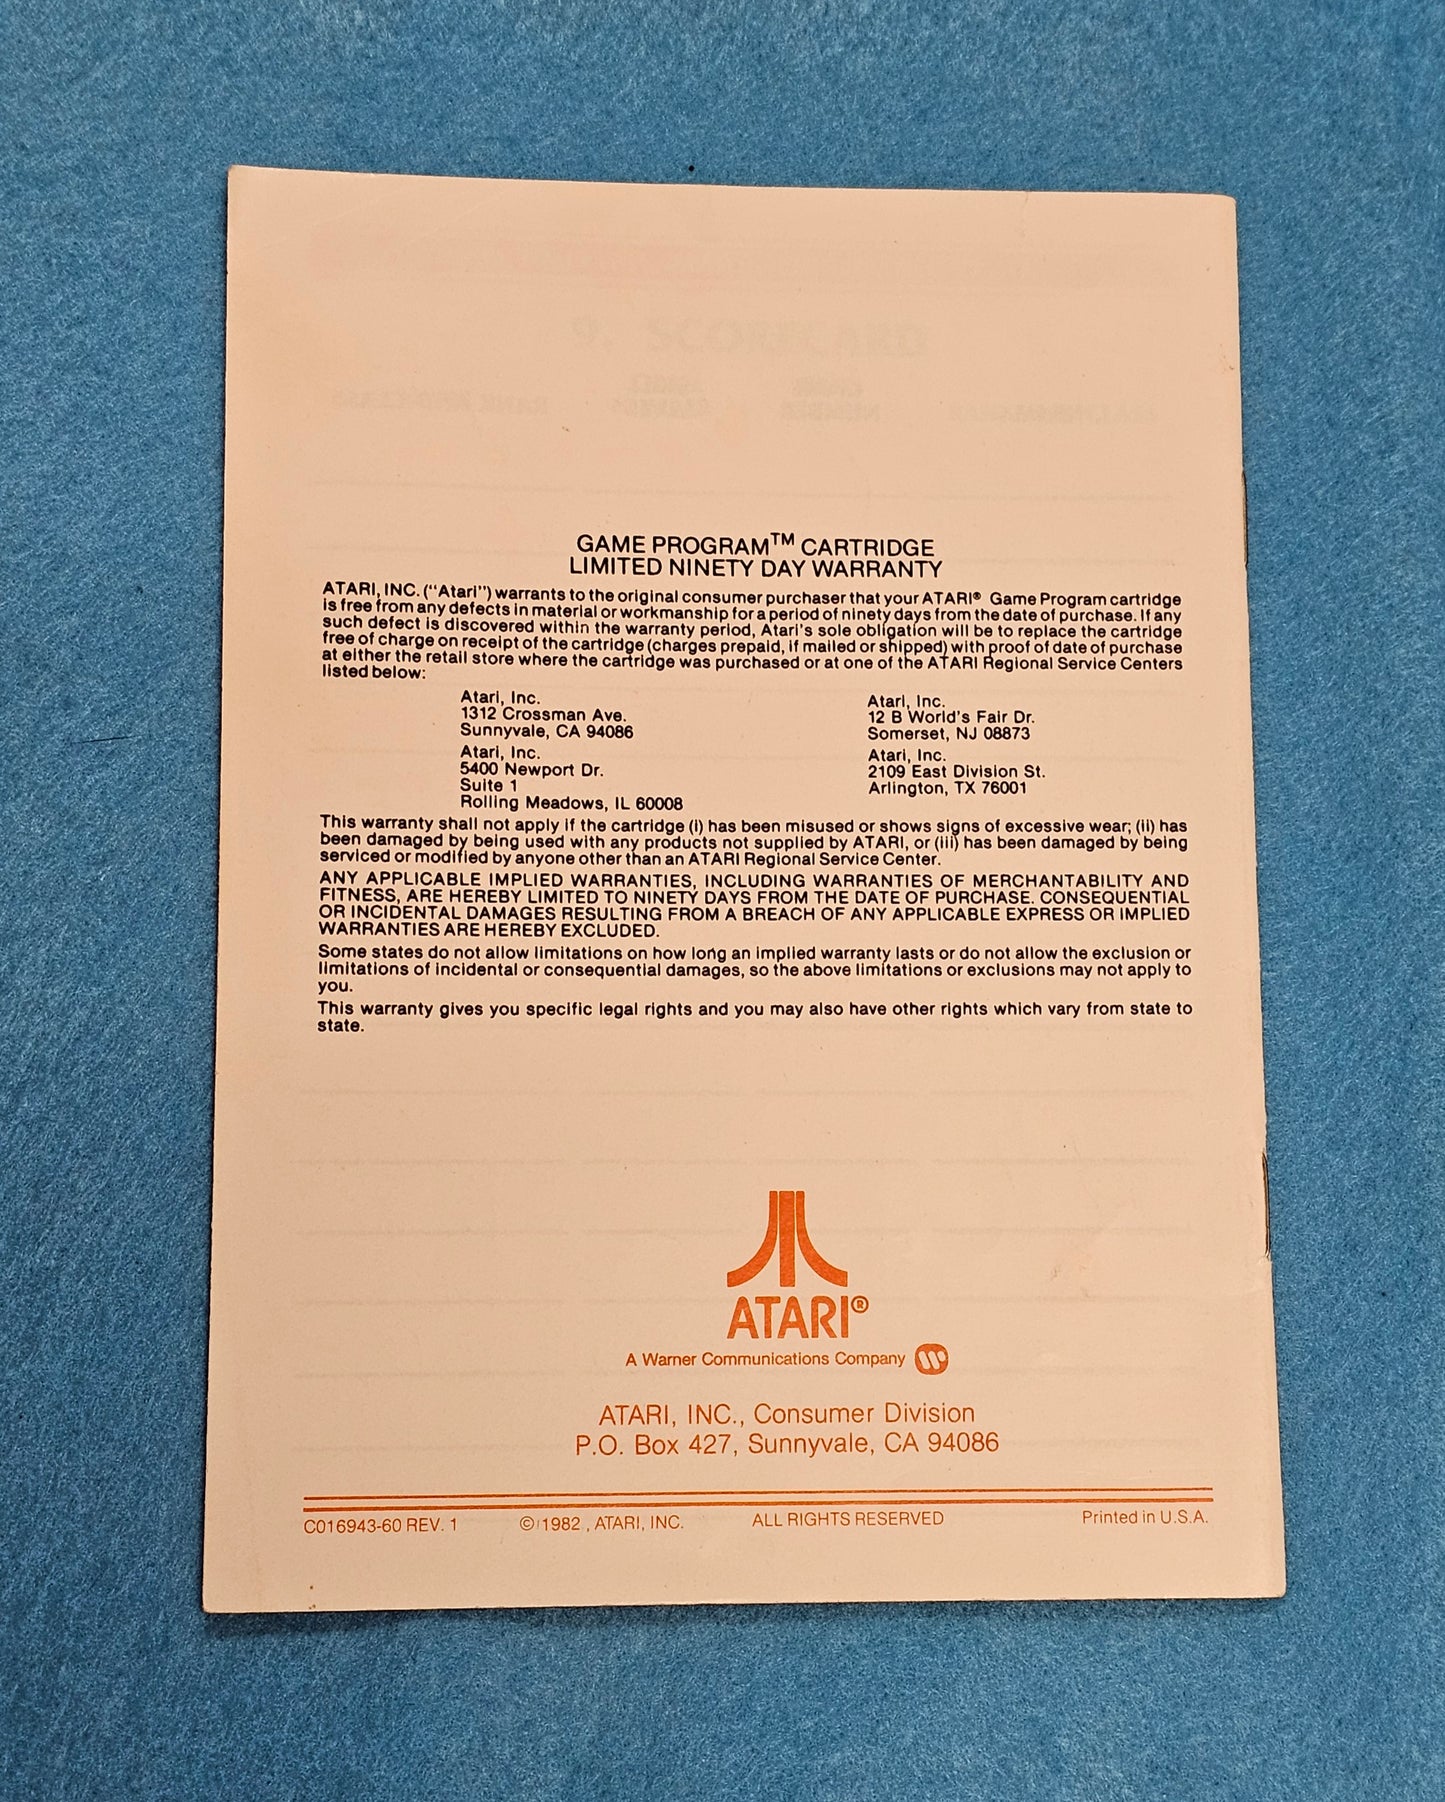 9. SCORECARD
GAME PROGRAM™ CARTRIDGE
LIMITED NINETY DAY WARRANTY
ATARI, INC. ("Atari") warrants to the original consumer purchaser that your ATARI® Game Program cartridge
is free from any defects in material or workmanship for a period of ninety days from the date of purchase. If any
such defect is discovered within the warranty period, Atari's sole obligation will be to replace the cartridge
free of charge on receipt of the cartridge (charges prepaid, if mailed or shipped) with proof of date of purchase
at either the retail store where the cartridge was purchased or at one of the ATARI Regional Service Centers
listed below:
Atari, Inc.
1312 Crossman Ave.
Sunnyvale, CA 94086
Atari, Inc.
5400 Newport Dr.
Suite 1
Rolling Meadows, IL 60008
Atari, Inc.
12 B World's Fair Dr.
Somerset, NJ 08873
Atari, Inc.
2109 East Division St.
Arlington, TX 76001
This warranty shall not apply if the cartridge (i) has been misused or shows signs of excessive wear; (ii) has
been damaged by being used with any products not supplied by ATARI, or (iii) has been damaged by being
serviced or modified by anyone other than an ATARI Regional Service Center.
ANY APPLICABLE IMPLIED WARRANTIES, INCLUDING WARRANTIES OF MERCHANTABILITY AND
FITNESS, ARE HEREBY LIMITED TO NINETY DAYS FROM THE DATE OF PURCHASE. CONSEQUENTIAL
OR INCIDENTAL DAMAGES RESULTING FROM A BREACH OF ANY APPLICABLE EXPRESS OR IMPLIED
WARRANTIES ARE HEREBY EXCLUDED.
Some states do not allow limitations on how long an implied warranty lasts or do not allow the exclusion or
limitations of incidental or consequential damages, so the above limitations or exclusions may not apply to
you.
This warranty gives you specific legal rights and you may also have other rights which vary from state to
state.
ATARI®
A Warner Communications Company
ATARI, INC., Consumer Division
P.O. Box 427, Sunnyvale, CA 94086
C016943-60 REV. 1 © 1982, ATARI, INC. ALL RIGHTS RESERVED Printed in U.S.A.